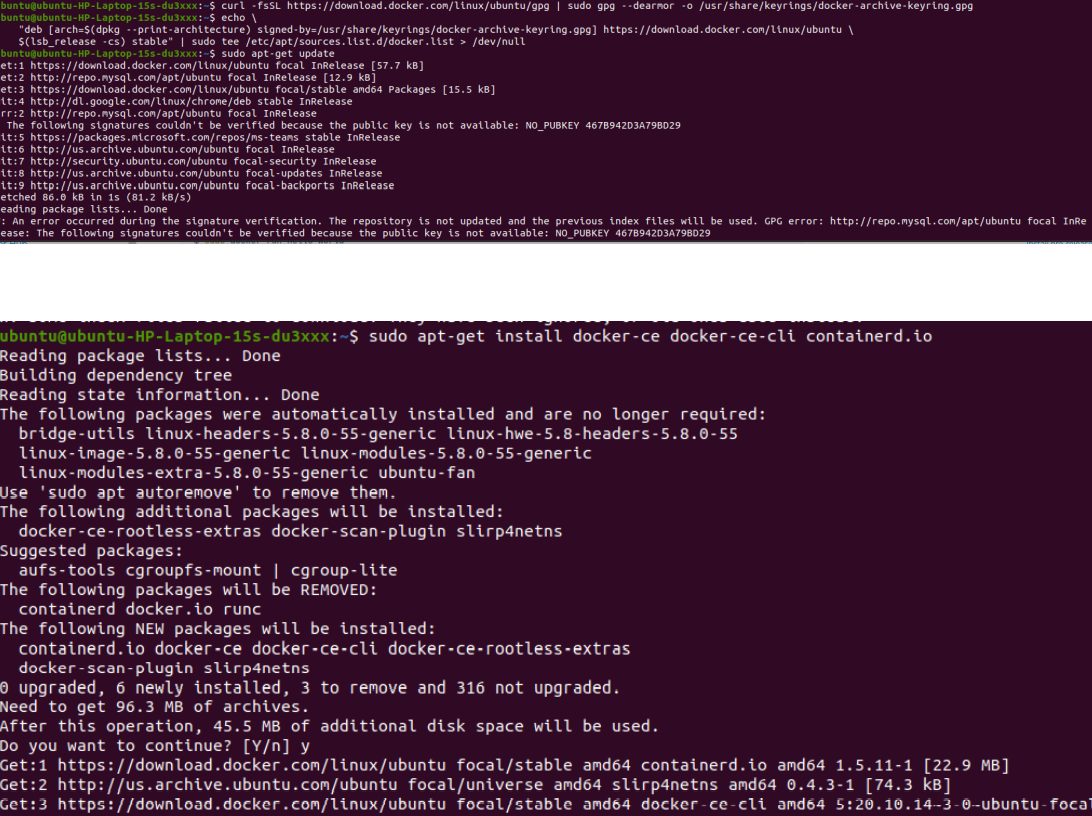 buntu@ubuntu-HP-Laptop-15s-du3xxx:~$ curl -fsSL https://download.docker.com/linux/ubuntu/gpg | sudo gpg --dearmor -o /usr/share/keyrings/docker-archive-keyring.gpg
buntu@ubuntu-HP-Laptop-15s-du3xxx:~$ echo \
"deb [arch=$(dpkg --print-architecture) signed-by=/usr/share/keyrings/docker-archive-keyring.gpg] https://download.docker.com/linux/ubuntu \
$(lsb_release -cs) stable" | sudo tee /etc/apt/sources.list.d/docker.list > /dev/null
buntu@ubuntu-HP-Laptop-15s-du3xxx:~$ sudo apt-get update
et:1 https://download.docker.com/linux/ubuntu focal InRelease [57.7 kB]
et:2 http://repo.mysql.com/apt/ubuntu focal InRelease [12.9 kB]
et:3 https://download.docker.com/linux/ubuntu focal/stable amd64 Packages [15.5 kB]
it:4 http://dl.google.com/linux/chrome/deb stable InRelease
rr:2 http://repo.mysql.com/apt/ubuntu focal InRelease
The following signatures couldn't be verified because the public key is not available: NO_PUBKEY 467B942D3A79BD29
it:5 https://packages.microsoft.com/repos/ms-teams stable InRelease
it:6 http://us.archive.ubuntu.com/ubuntu focal InRelease
it:7 http://security.ubuntu.com/ubuntu focal-security InRelease
it:8 http://us.archive.ubuntu.com/ubuntu focal-updates InRelease
it:9 http://us.archive.ubuntu.com/ubuntu focal-backports InRelease
etched 86.0 kB in 1s (81.2 kB/s)
eading package lists... Done
: An error occurred during the signature verification. The repository is not updated and the previous index files will be used. GPG error: http://repo.mysql.com/apt/ubuntu focal InRe
ease: The following signatures couldn't be verified because the public key is not available: NO_PUBKEY 467B942D3A79BD29
ubuntu@ubuntu-HP-Laptop-15s-du3xxx:~$ sudo apt-get install docker-ce docker-ce-cli containerd.io
Reading package lists... Done
Building dependency tree
Reading state information... Done
The following packages were automatically installed and are no longer required:
bridge-utils linux-headers-5.8.0-55-generic linux-hwe-5.8-headers-5.8.0-55
linux-image-5.8.0-55-generic linux-modules-5.8.0-55-generic
linux-modules-extra-5.8.0-55-generic ubuntu-fan
Use 'sudo apt autoremove' to remove them.
The following additional packages will be installed:
docker-ce-rootless-extras docker-scan-plugin slirp4netns
Suggested packages:
aufs-tools cgroupfs-mount | cgroup-lite
The following packages will be REMOVED:
containerd docker.io runc
The following NEW packages will be installed:
containerd.io docker-ce docker-ce-cli docker-ce-rootless-extras
docker-scan-plugin slirp4netns
0 upgraded, 6 newly installed, 3 to remove and 316 not upgraded.
Need to get 96.3 MB of archives.
After this operation, 45.5 MB of additional disk space will be used.
Do you want to continue? [Y/n] y
Get:1 https://download.docker.com/linux/ubuntu focal/stable amd64 containerd.io amd64 1.5.11-1 [22.9 MB]
Get:2 http://us.archive.ubuntu.com/ubuntu focal/universe amd64 slirp4netns amd64 0.4.3-1 [74.3 kB]
Get:3 https://download.docker.com/linux/ubuntu focal/stable amd64 docker-ce-cli amd64 5:20.10.14~3-0~ubuntu-focal